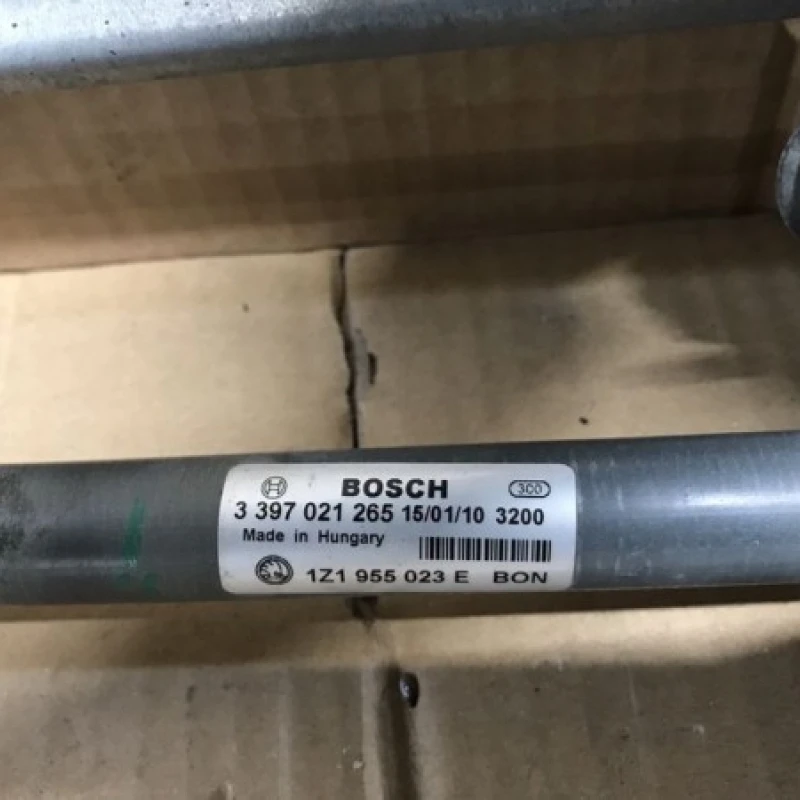 BOSCH 3C0
3 397 021 265 15/01/10 3200
Made in Hungary
1Z1 955 023 E BON